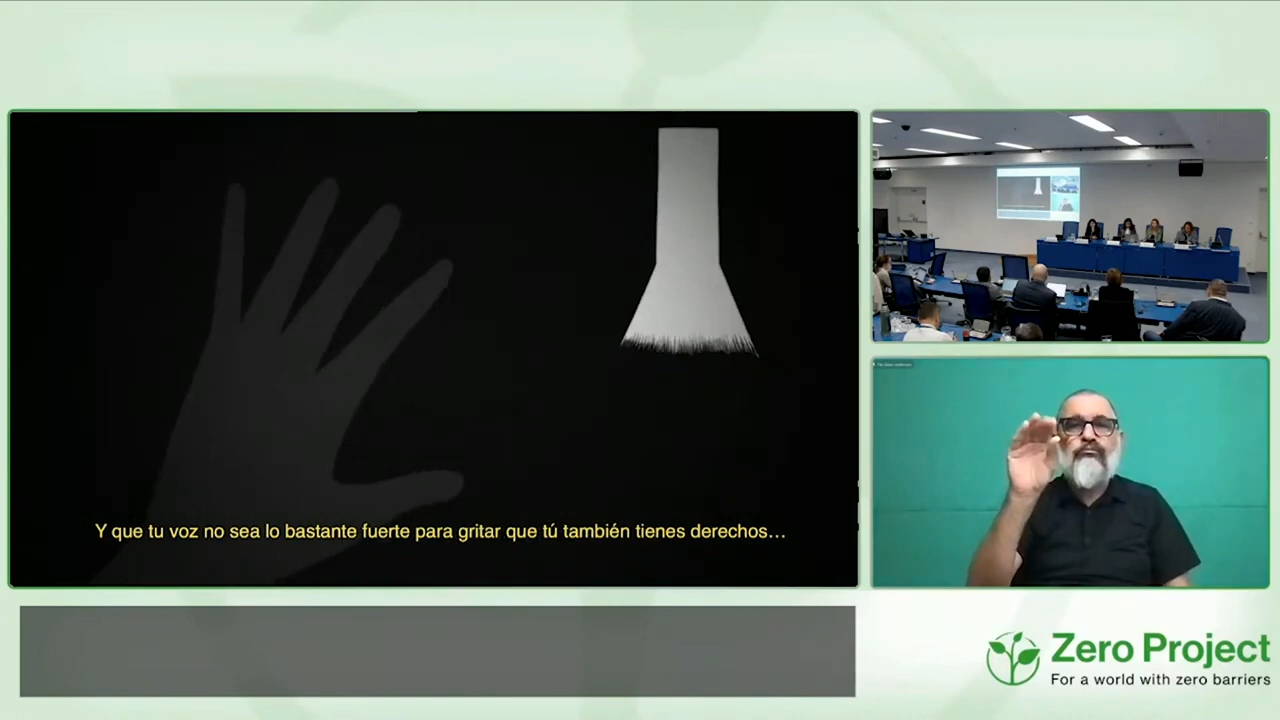 Y que tu voz no sea lo bastante fuerte para gritar que tú también tienes derechos…
Zero Project
For a world with zero barriers